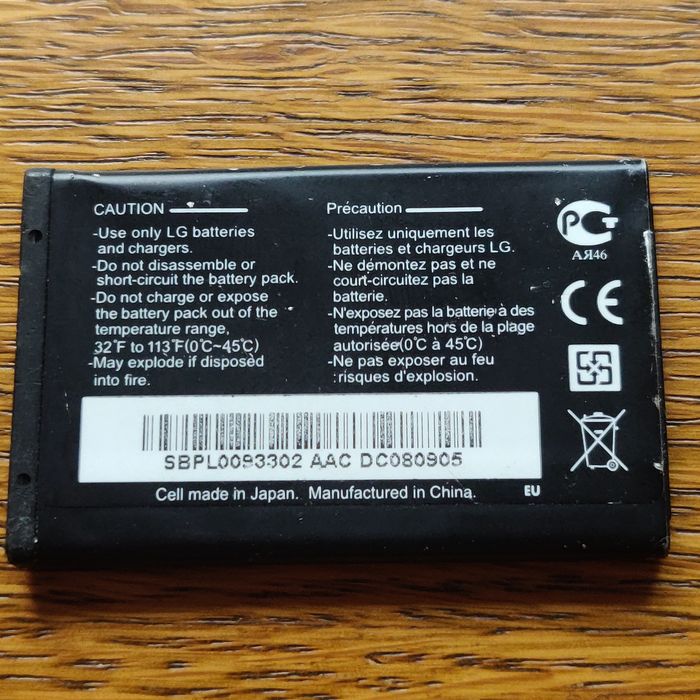 CAUTION
-Use only LG batteries
and chargers.
-Do not disassemble or
short-circuit the battery pack.
-Do not charge or expose
the battery pack out of the
temperature range,
32°F to 113°F(0°C~45°C)
-May explode if disposed
into fire.
Précaution
-Utilisez uniquement les
batteries et chargeurs LG.
-Ne démontez pas et ne
court-circuitez pas la
batterie.
-N'exposez pas la batterie à des
températures hors de la plage
autorisée(0°C à 45°C)
-Ne pas exposer au feu
:risques d'explosion.
РСТ
АЯ46
CE
SBPL0093302 AAC DC080905
Cell made in Japan. Manufactured in China.
EU